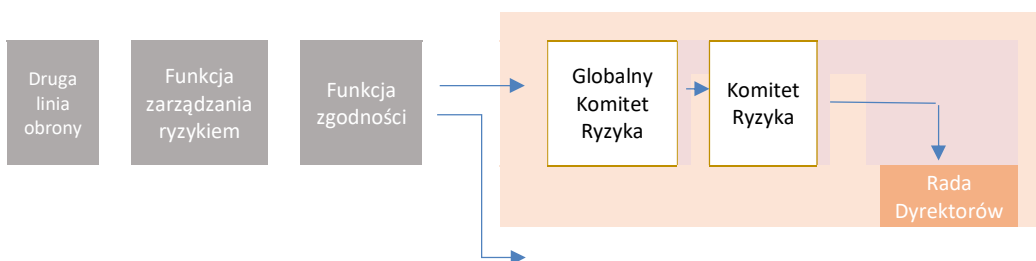 Druga
linia
obrony
Funkcja
zarządzania
ryzykiem
Funkcja
zgodności
Globalny
Komitet
Ryzyka
Komitet
Ryzyka
Rada
Dyrektorów